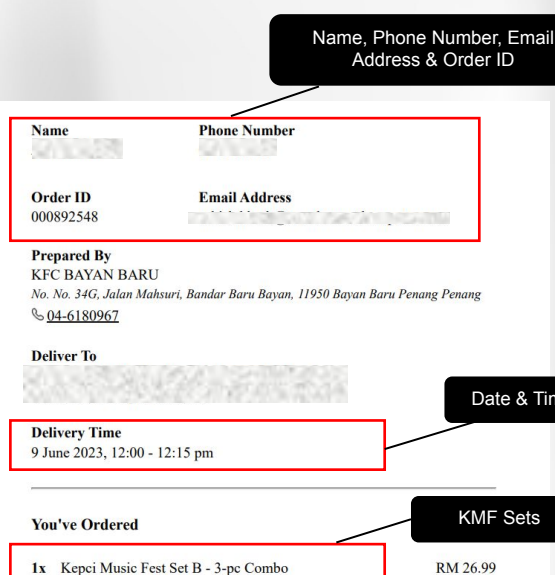 Name, Phone Number, Email
Address & Order ID
Name Phone Number
Order ID Email Address
000892548
Prepared By
KFC BAYAN BARU
No. No. 34G, Jalan Mahsuri, Bandar Baru Bayan, 11950 Bayan Baru Penang Penang
04-6180967
Deliver To
Date & Tim
Delivery Time
9 June 2023, 12:00 - 12:15 pm
KMF Sets
You've Ordered
1x Kepci Music Fest Set B - 3-pc Combo RM 26.99